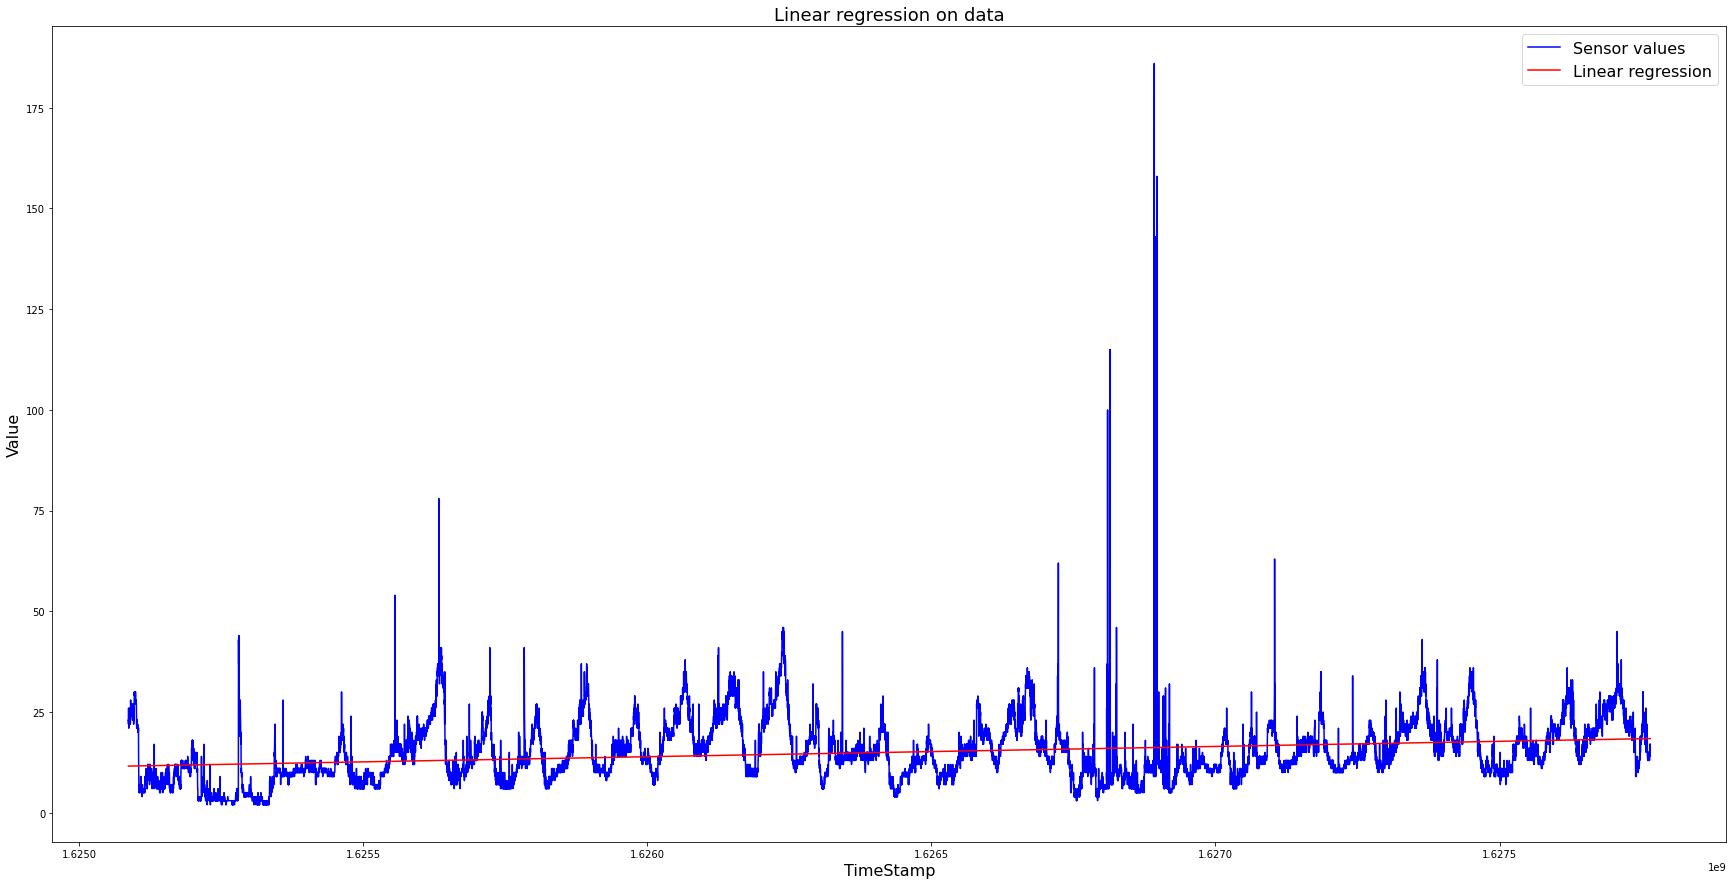 Linear regression on data
Sensor values
Linear regression
Value
175
150
125
100
75
50
25
0
1.6250 1.6255 1.6260 1.6265 1.6270 1.6275
1e9
TimeStamp